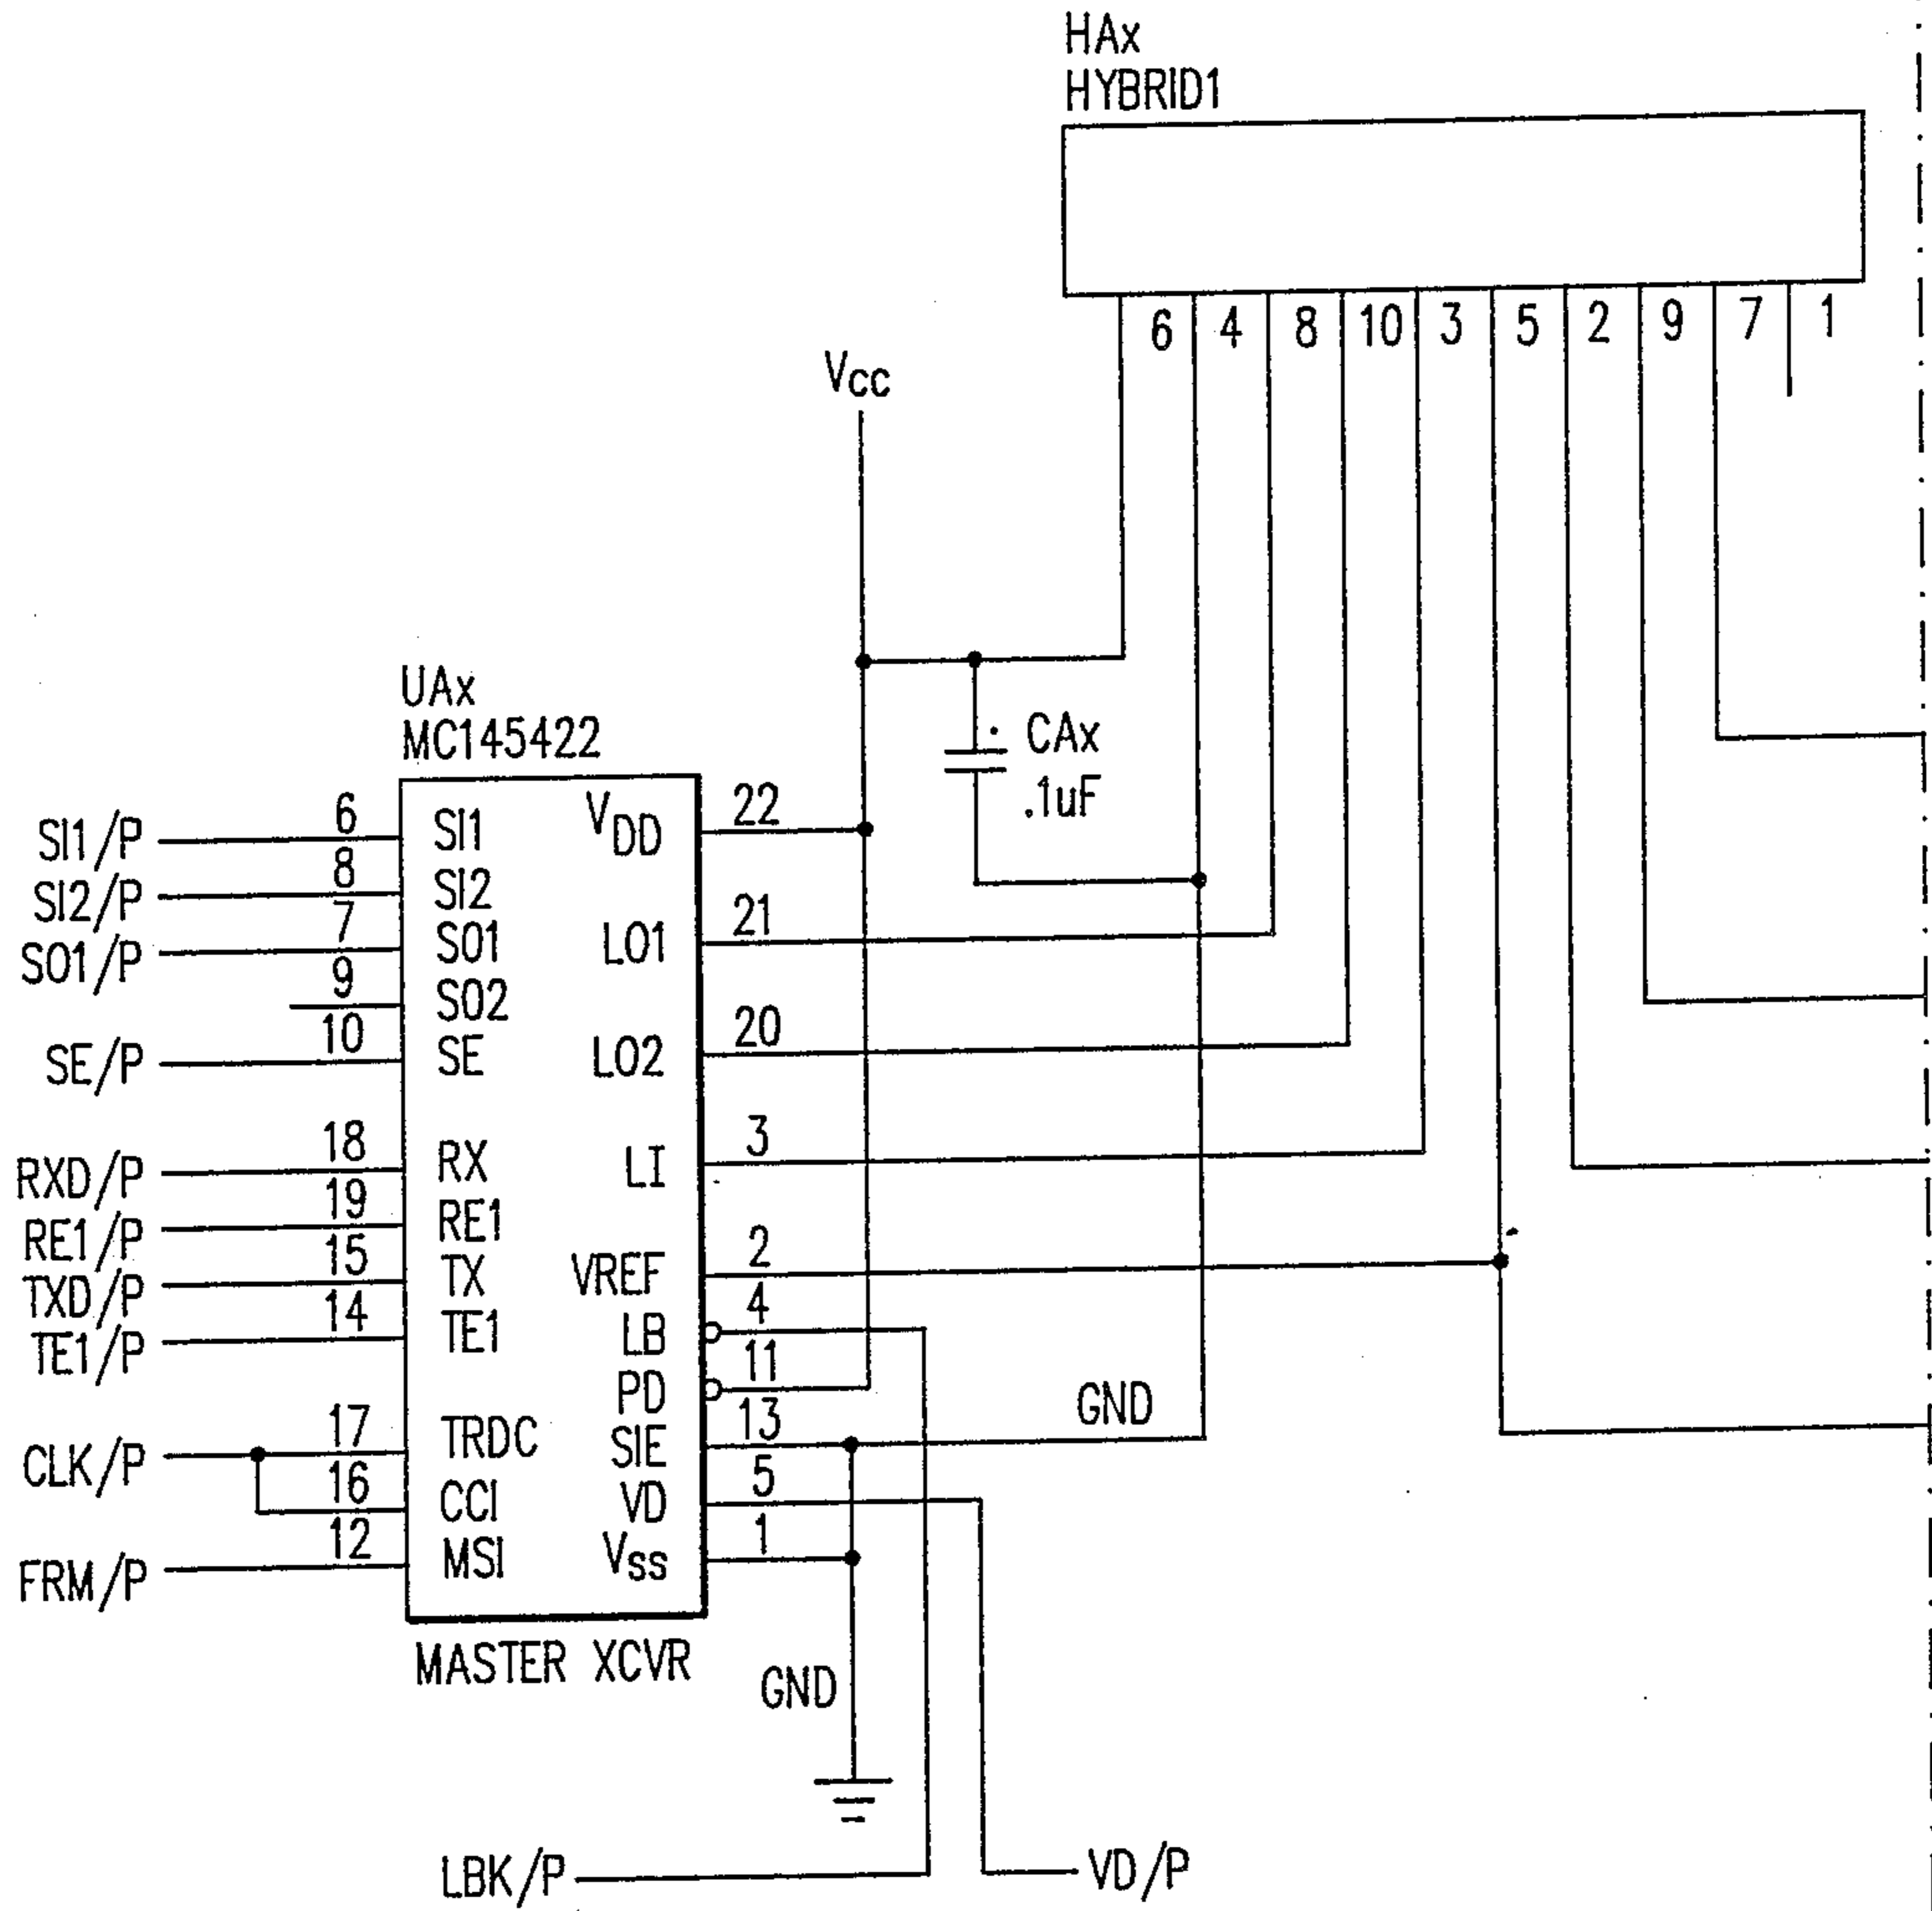 HAx
HYBRID1
6 4 8 10 3 5 2 9 7 1
Vcc
CAx
.1uF
UAx
MC145422
SI1/P 6 SI1 VDD 22
SI2/P 8 SI2
SO1/P 7 SO1 LO1 21
9 SO2
SE/P 10 SE LO2 20
RXD/P 18 RX LI 3
RE1/P 19 RE1
TXD/P 15 TX VREF 2
TE1/P 14 TE1 LB 4
PD 11
CLK/P 17 TRDC SIE 13 GND
16 CCI VD 5
FRM/P 12 MSI Vss 1
MASTER XCVR
GND
LBK/P VD/P